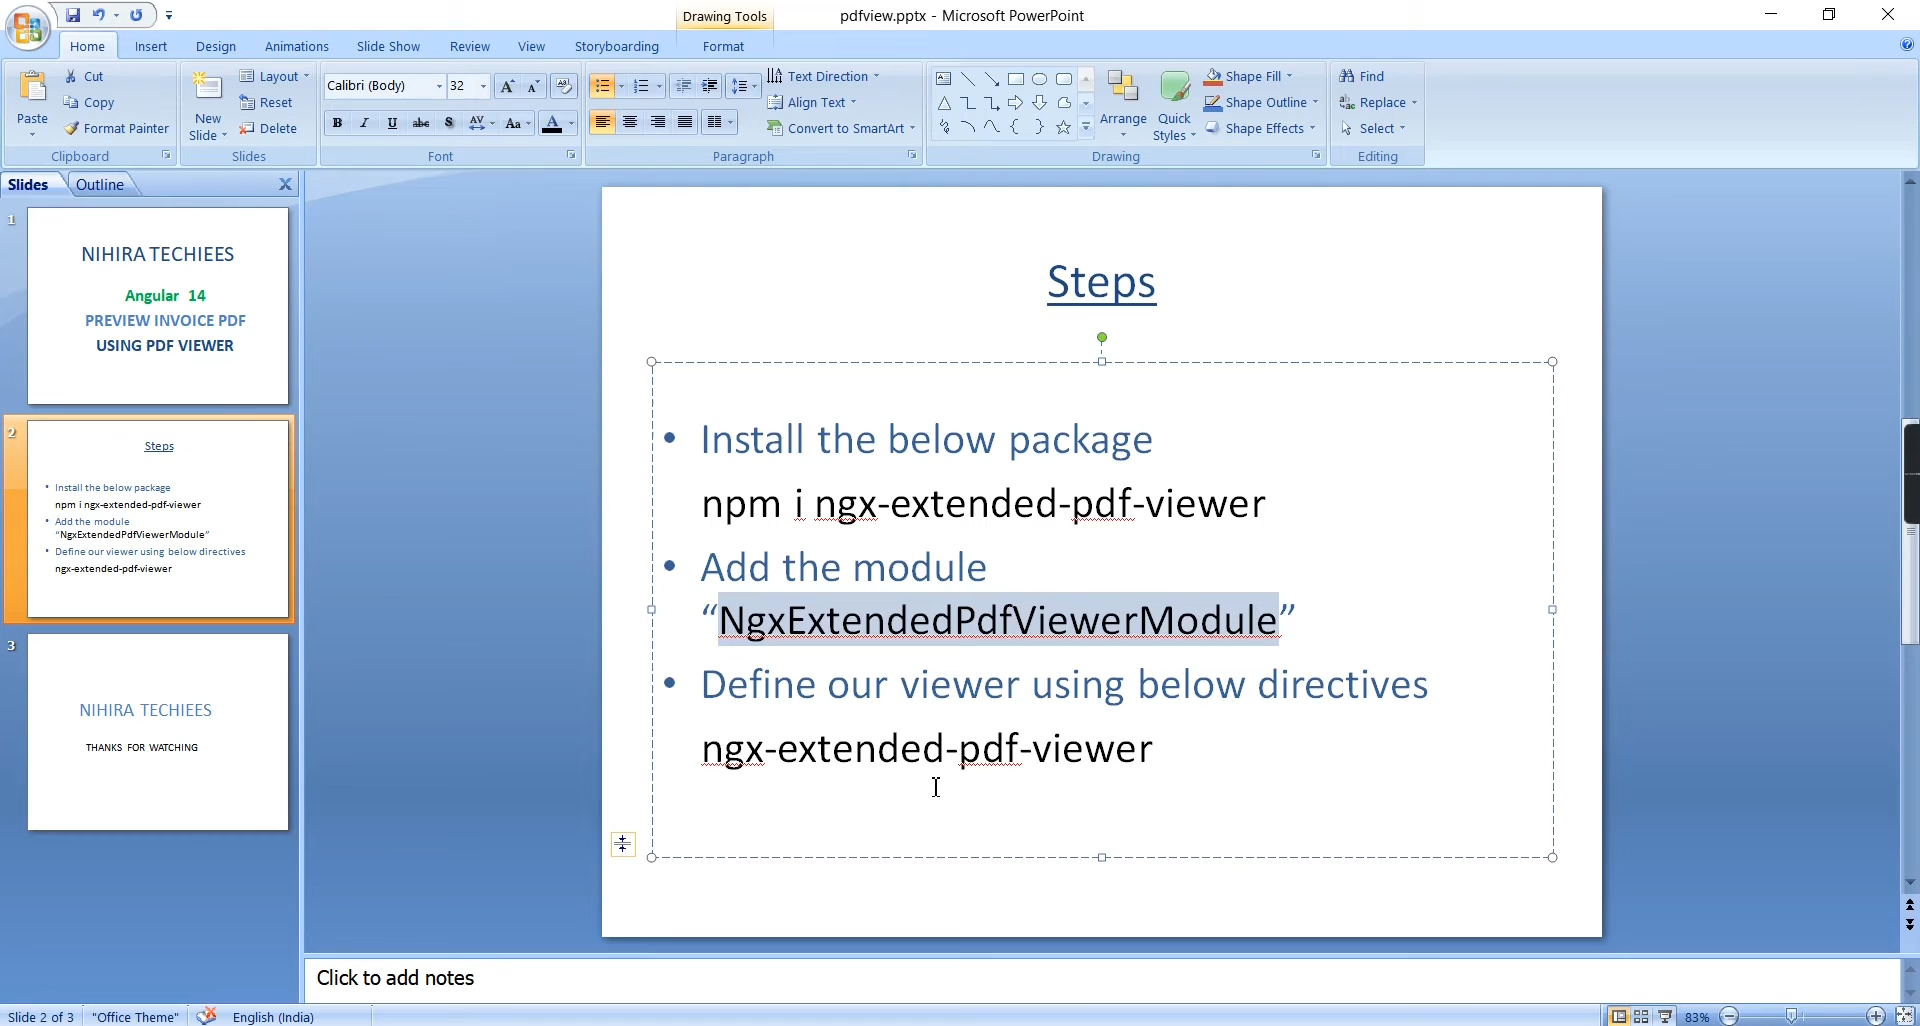 Drawing Tools
pdfview.pptx - Microsoft PowerPoint
Home Insert Design Animations Slide Show Review View Storyboarding Format
Paste
Cut
Copy
Format Painter
Clipboard
New Slide
Layout
Reset
Delete
Slides
Calibri (Body) 32
B I U abc S AV Aa A
Font
Text Direction
Align Text
Convert to SmartArt
Paragraph
Arrange
Quick Styles
Shape Fill
Shape Outline
Shape Effects
Drawing
Find
Replace
Select
Editing
Slides Outline
1
NIHIRA TECHIEES
Angular 14
PREVIEW INVOICE PDF
USING PDF VIEWER
2
Steps
• Install the below package
npm i ngx-extended-pdf-viewer
• Add the module
“NgxExtendedPdfViewerModule”
• Define our viewer using below directives
ngx-extended-pdf-viewer
3
NIHIRA TECHIEES
THANKS FOR WATCHING
Steps
• Install the below package
npm i ngx-extended-pdf-viewer
• Add the module
“NgxExtendedPdfViewerModule”
• Define our viewer using below directives
ngx-extended-pdf-viewer
Click to add notes
Slide 2 of 3 "Office Theme" English (India) 83%